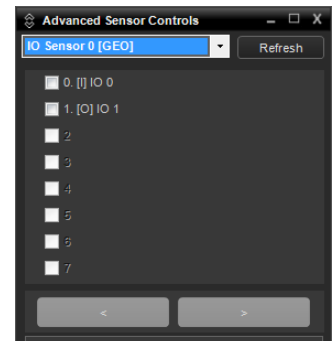 Advanced Sensor Controls
IO Sensor 0 [GEO]
Refresh
0. [I] IO 0
1. [O] IO 1
2
3
4
5
6
7
< >